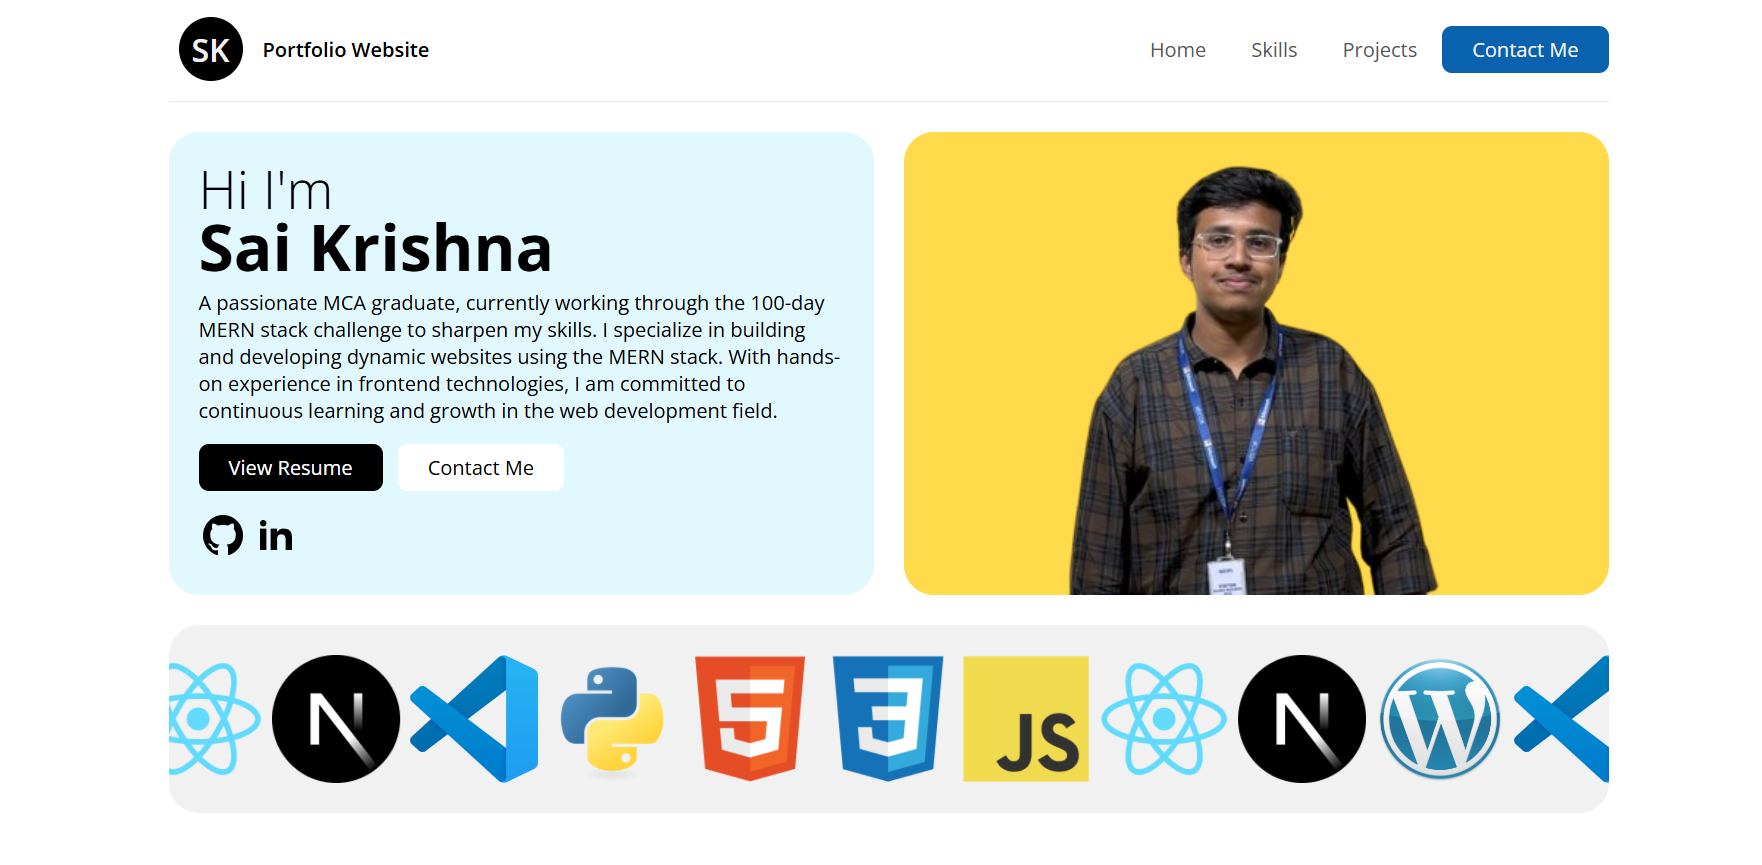 SK
Portfolio Website
Home
Skills
Projects
Contact Me
Hi I'm
Sai Krishna
A passionate MCA graduate, currently working through the 100-day
MERN stack challenge to sharpen my skills. I specialize in building
and developing dynamic websites using the MERN stack. With hands-
on experience in frontend technologies, I am committed to
continuous learning and growth in the web development field.
View Resume
Contact Me
in
N
5
3
JS
N
W